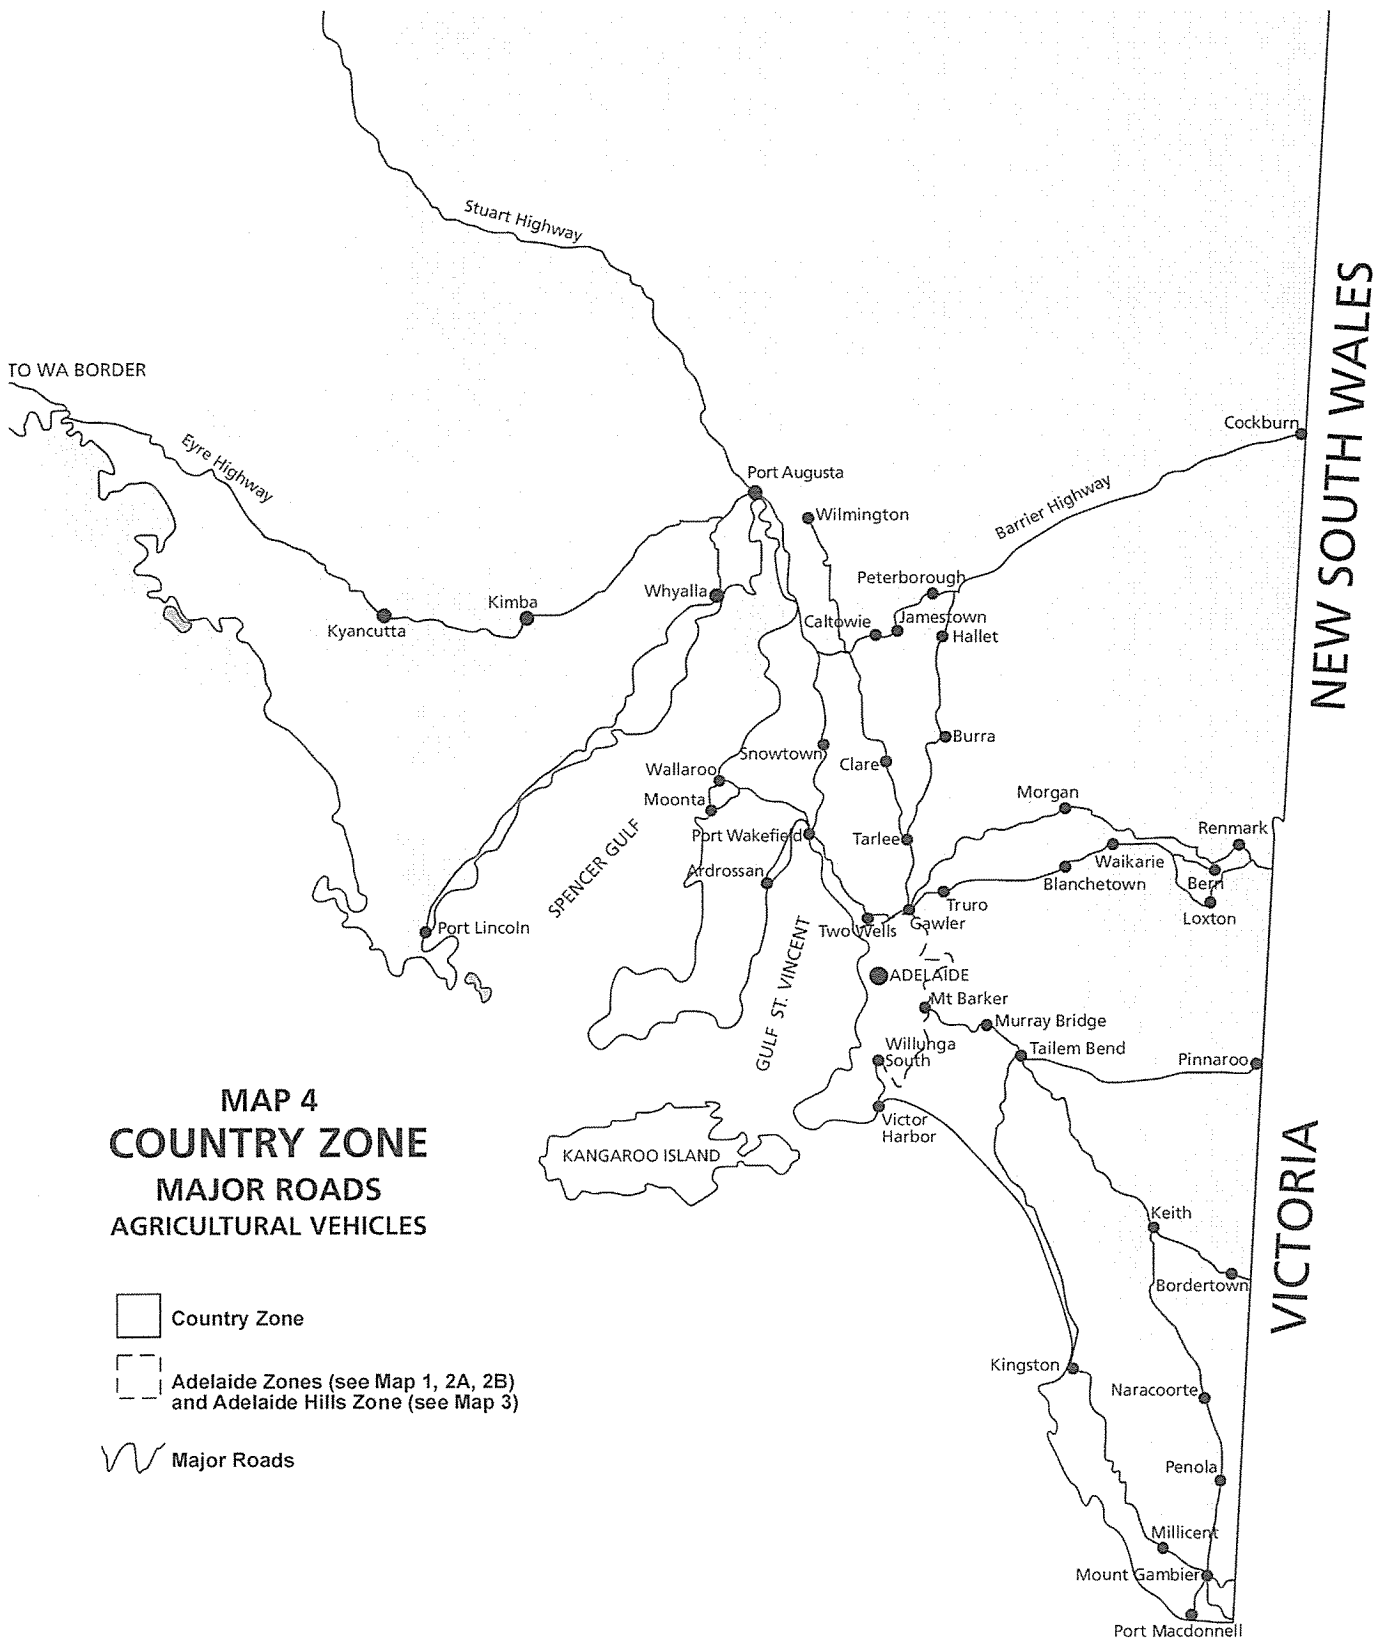 Stuart Highway
NEW SOUTH WALES
TO WA BORDER
Eyre Highway
Cockburn
Port Augusta
Barrier Highway
Wilmington
Peterborough
Whyalla
Kimba
Kyancutta
Caltowie
Jamestown
Hallet
Burra
Snowtown
Clare
Wallaroo
Moonta
Morgan
Renmark
Port Wakefield
Tarlee
SPENCER GULF
Ardrossan
Waikarie
Blanchetown
Berri
Truro
Loxton
Port Lincoln
Two Wells
Gawler
GULF ST. VINCENT
ADELAIDE
Mt Barker
Murray Bridge
Willunga
South
Tailem Bend
Pinnaroo
Victor
Harbor
KANGAROO ISLAND
MAP 4
COUNTRY ZONE
MAJOR ROADS
AGRICULTURAL VEHICLES
VICTORIA
Keith
Bordertown
Country Zone
Adelaide Zones (see Map 1, 2A, 2B)
and Adelaide Hills Zone (see Map 3)
Major Roads
Kingston
Naracoorte
Penola
Millicent
Mount Gambier
Port Macdonnell